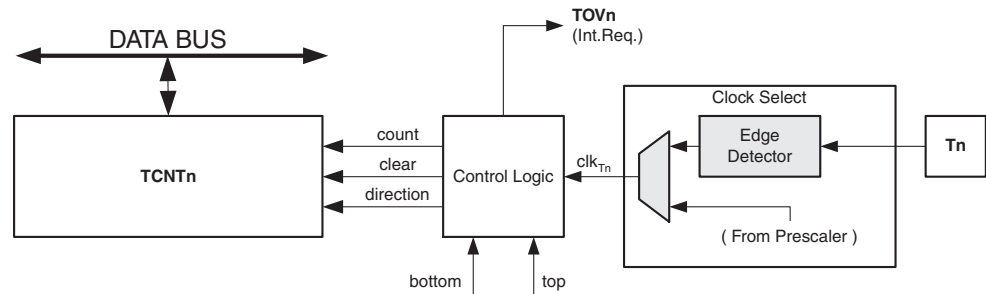 TOVn
(Int.Req.)
DATA BUS
Clock Select
count
Edge
Detector
Tn
TCNTn
clear
Control Logic
clkTn
direction
( From Prescaler )
bottom
top